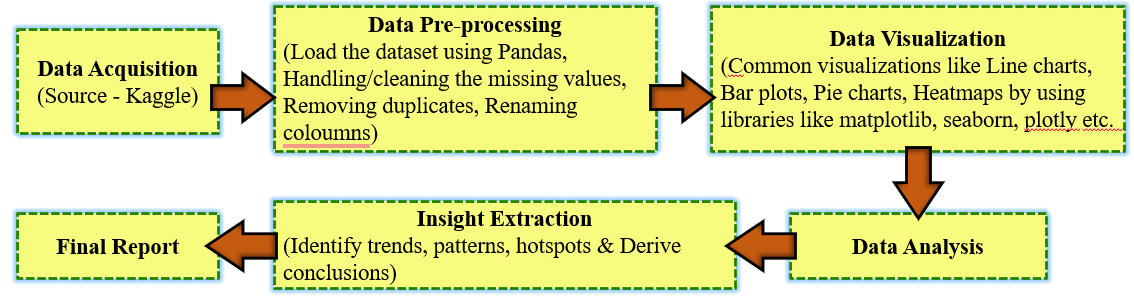 Data Acquisition
(Source - Kaggle)
Data Pre-processing
(Load the dataset using Pandas,
Handling/cleaning the missing values,
Removing duplicates, Renaming
coloumns)
Data Visualization
(Common visualizations like Line charts,
Bar plots, Pie charts, Heatmaps by using
libraries like matplotlib, seaborn, plotly etc.
Data Analysis
Insight Extraction
(Identify trends, patterns, hotspots & Derive
conclusions)
Final Report